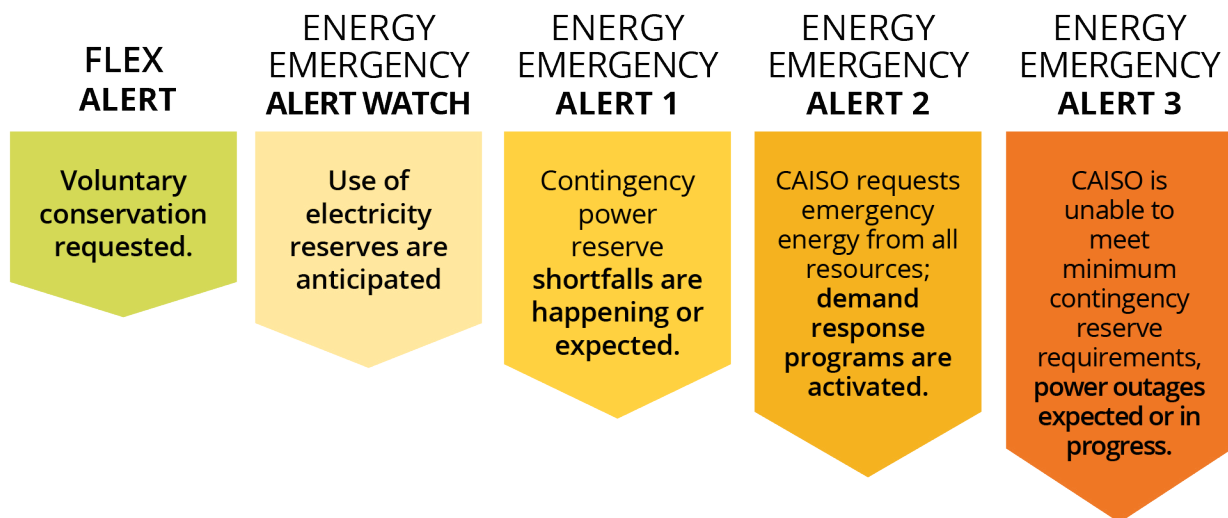 FLEX
ALERT
Voluntary
conservation
requested.
ENERGY
EMERGENCY
ALERT WATCH
Use of
electricity
reserves are
anticipated
ENERGY
EMERGENCY
ALERT 1
Contingency
power
reserve
shortfalls are
happening or
expected.
ENERGY
EMERGENCY
ALERT 2
CAISO requests
emergency
energy from all
resources;
demand
response
programs are
activated.
ENERGY
EMERGENCY
ALERT 3
CAISO is
unable to
meet
minimum
contingency
reserve
requirements,
power outages
expected or in
progress.